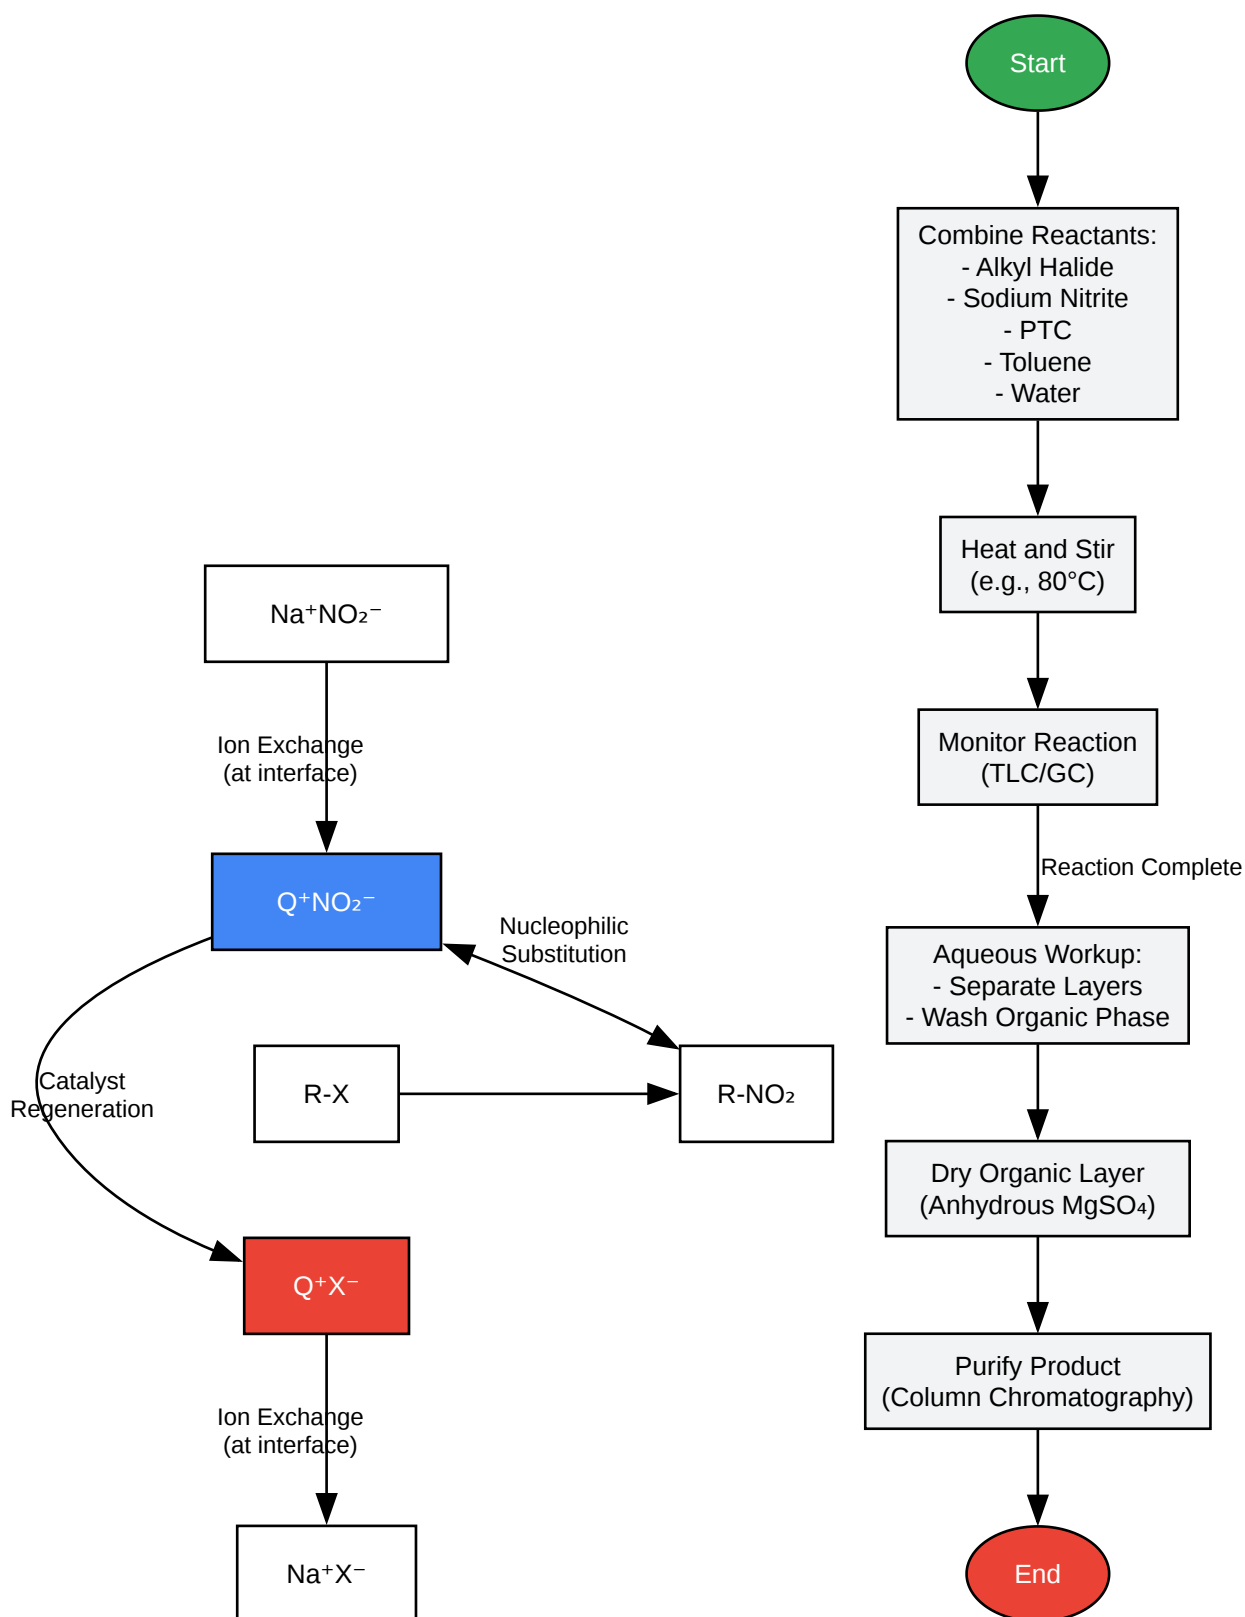 Na⁺NO₂⁻
Ion Exchange
(at interface)
Q⁺NO₂⁻
Nucleophilic
Substitution
R-X
R-NO₂
Catalyst
Regeneration
Q⁺X⁻
Ion Exchange
(at interface)
Na⁺X⁻
Start
Combine Reactants:
- Alkyl Halide
- Sodium Nitrite
- PTC
- Toluene
- Water
Heat and Stir
(e.g., 80°C)
Monitor Reaction
(TLC/GC)
Reaction Complete
Aqueous Workup:
- Separate Layers
- Wash Organic Phase
Dry Organic Layer
(Anhydrous MgSO₄)
Purify Product
(Column Chromatography)
End